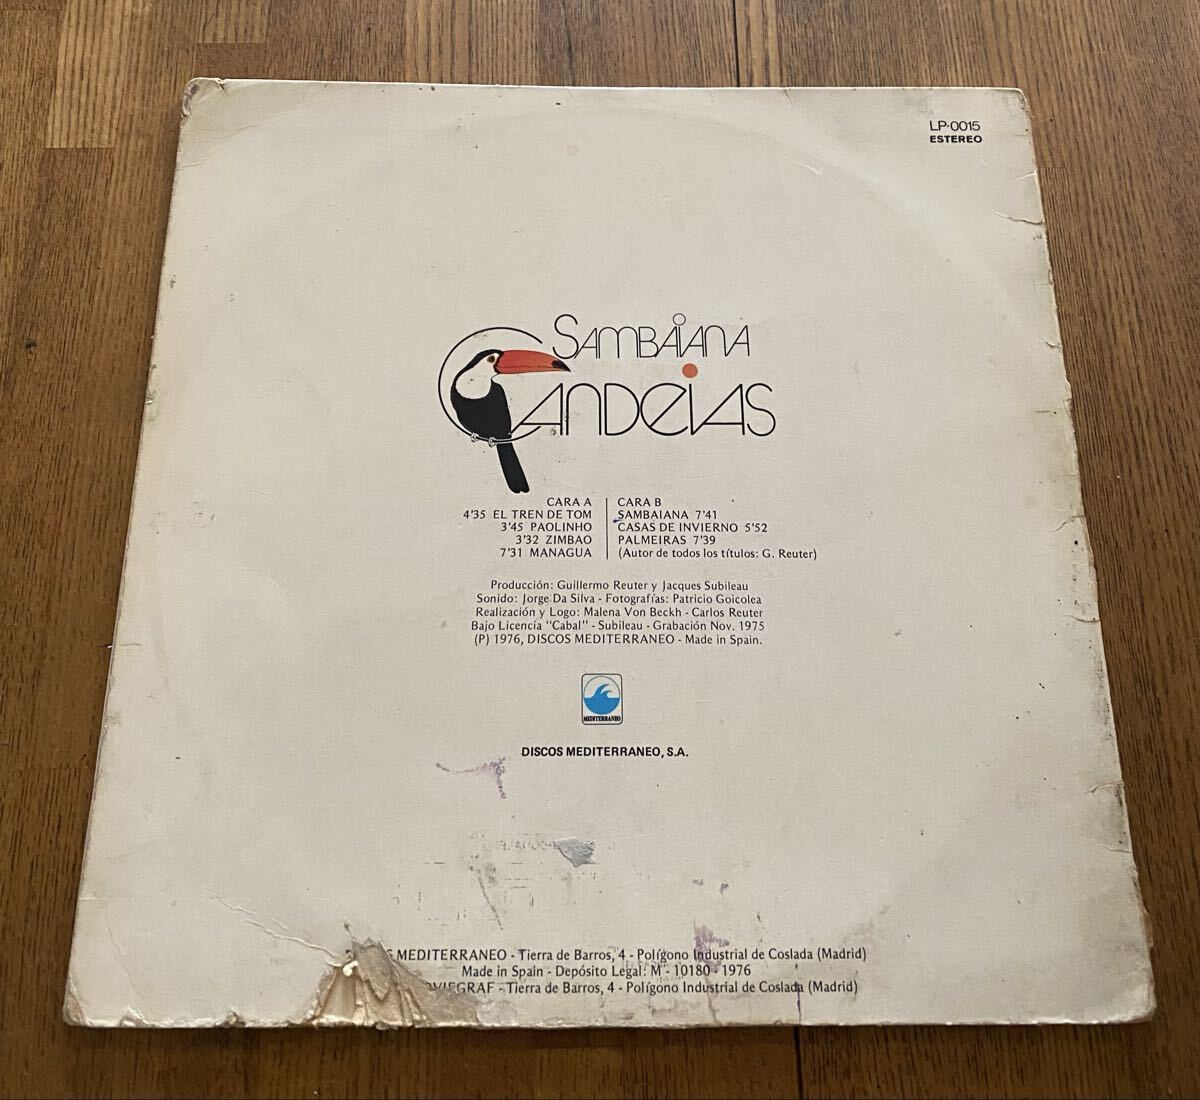 LP-0015
ESTEREO
SAMBAIANA
CANDEIAS
CARA A
4'35 EL TREN DE TOM
3'45 PAOLINHO
3'32 ZIMBAO
7'31 MANAGUA
CARA B
SAMBAIANA 7'41
CASAS DE INVIERNO 5'52
PALMEIRAS 7'39
(Autor de todos los títulos: G. Reuter)
Producción: Guillermo Reuter y Jacques Subileau
Sonido: Jorge Da Silva - Fotografías: Patricio Goicolea
Realización y Logo: Malena Von Beckh - Carlos Reuter
Bajo Licencia "Cabal" - Subileau - Grabación Nov. 1975
(P) 1976, DISCOS MEDITERRANEO - Made in Spain.
MEDITERRANEO
DISCOS MEDITERRANEO, S.A.
MEDITERRANEO - Tierra de Barros, 4 - Polígono Industrial de Coslada (Madrid)
Made in Spain - Depósito Legal: M - 10180 - 1976
- Tierra de Barros, 4 - Polígono Industrial de Coslada (Madrid)